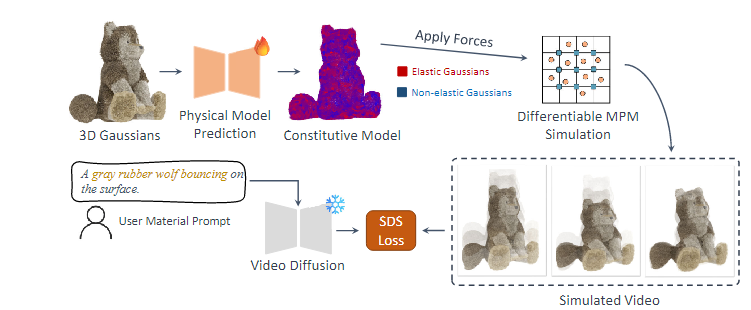 Apply Forces
Elastic Gaussians
Non-elastic Gaussians
3D Gaussians
Physical Model
Prediction
Constitutive Model
Differentiable MPM
Simulation
A gray rubber wolf bouncing on
the surface.
User Material Prompt
Video Diffusion
SDS
Loss
Simulated Video